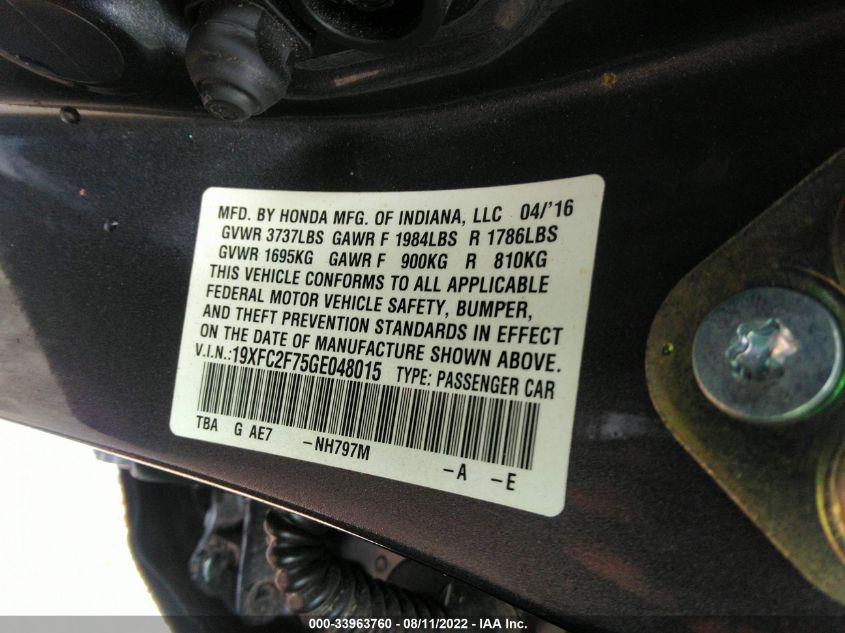 MFD. BY HONDA MFG. OF INDIANA, LLC 04/'16
GVWR 3737LBS GAWR F 1984LBS R 1786LBS
GVWR 1695KG GAWR F 900KG R 810KG
THIS VEHICLE CONFORMS TO ALL APPLICABLE
FEDERAL MOTOR VEHICLE SAFETY, BUMPER,
AND THEFT PREVENTION STANDARDS IN EFFECT
ON THE DATE OF MANUFACTURE SHOWN ABOVE.
V.I.N.:19XFC2F75GE048015 TYPE: PASSENGER CAR
TBA G AE7 -NH797M -A -E
000-33963760 - 08/11/2022 - IAA Inc.